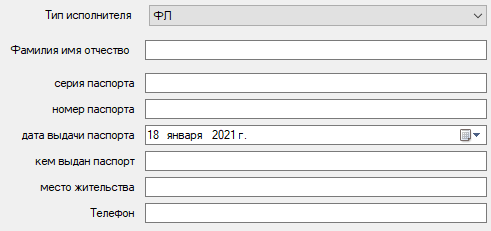 Тип исполнителя ФЛ
Фамилия имя отчество
серия паспорта
номер паспорта
дата выдачи паспорта 18 января 2021 г.
кем выдан паспорт
место жительства
Телефон